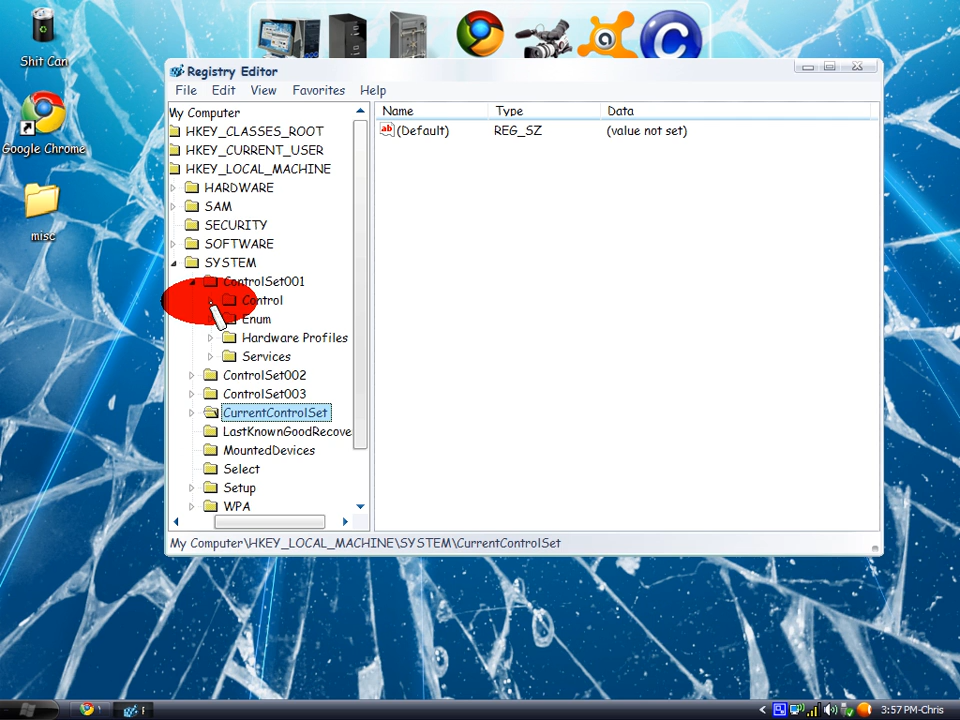 Shit Can
Google Chrome
misc
Registry Editor
File Edit View Favorites Help
My Computer
HKEY_CLASSES_ROOT
HKEY_CURRENT_USER
HKEY_LOCAL_MACHINE
HARDWARE
SAM
SECURITY
SOFTWARE
SYSTEM
ControlSet001
Control
Enum
Hardware Profiles
Services
ControlSet002
ControlSet003
CurrentControlSet
LastKnownGoodRecove
MountedDevices
Select
Setup
WPA
Name Type Data
ab (Default) REG_SZ (value not set)
My Computer\HKEY_LOCAL_MACHINE\SYSTEM\CurrentControlSet
3:57 PM-Chris